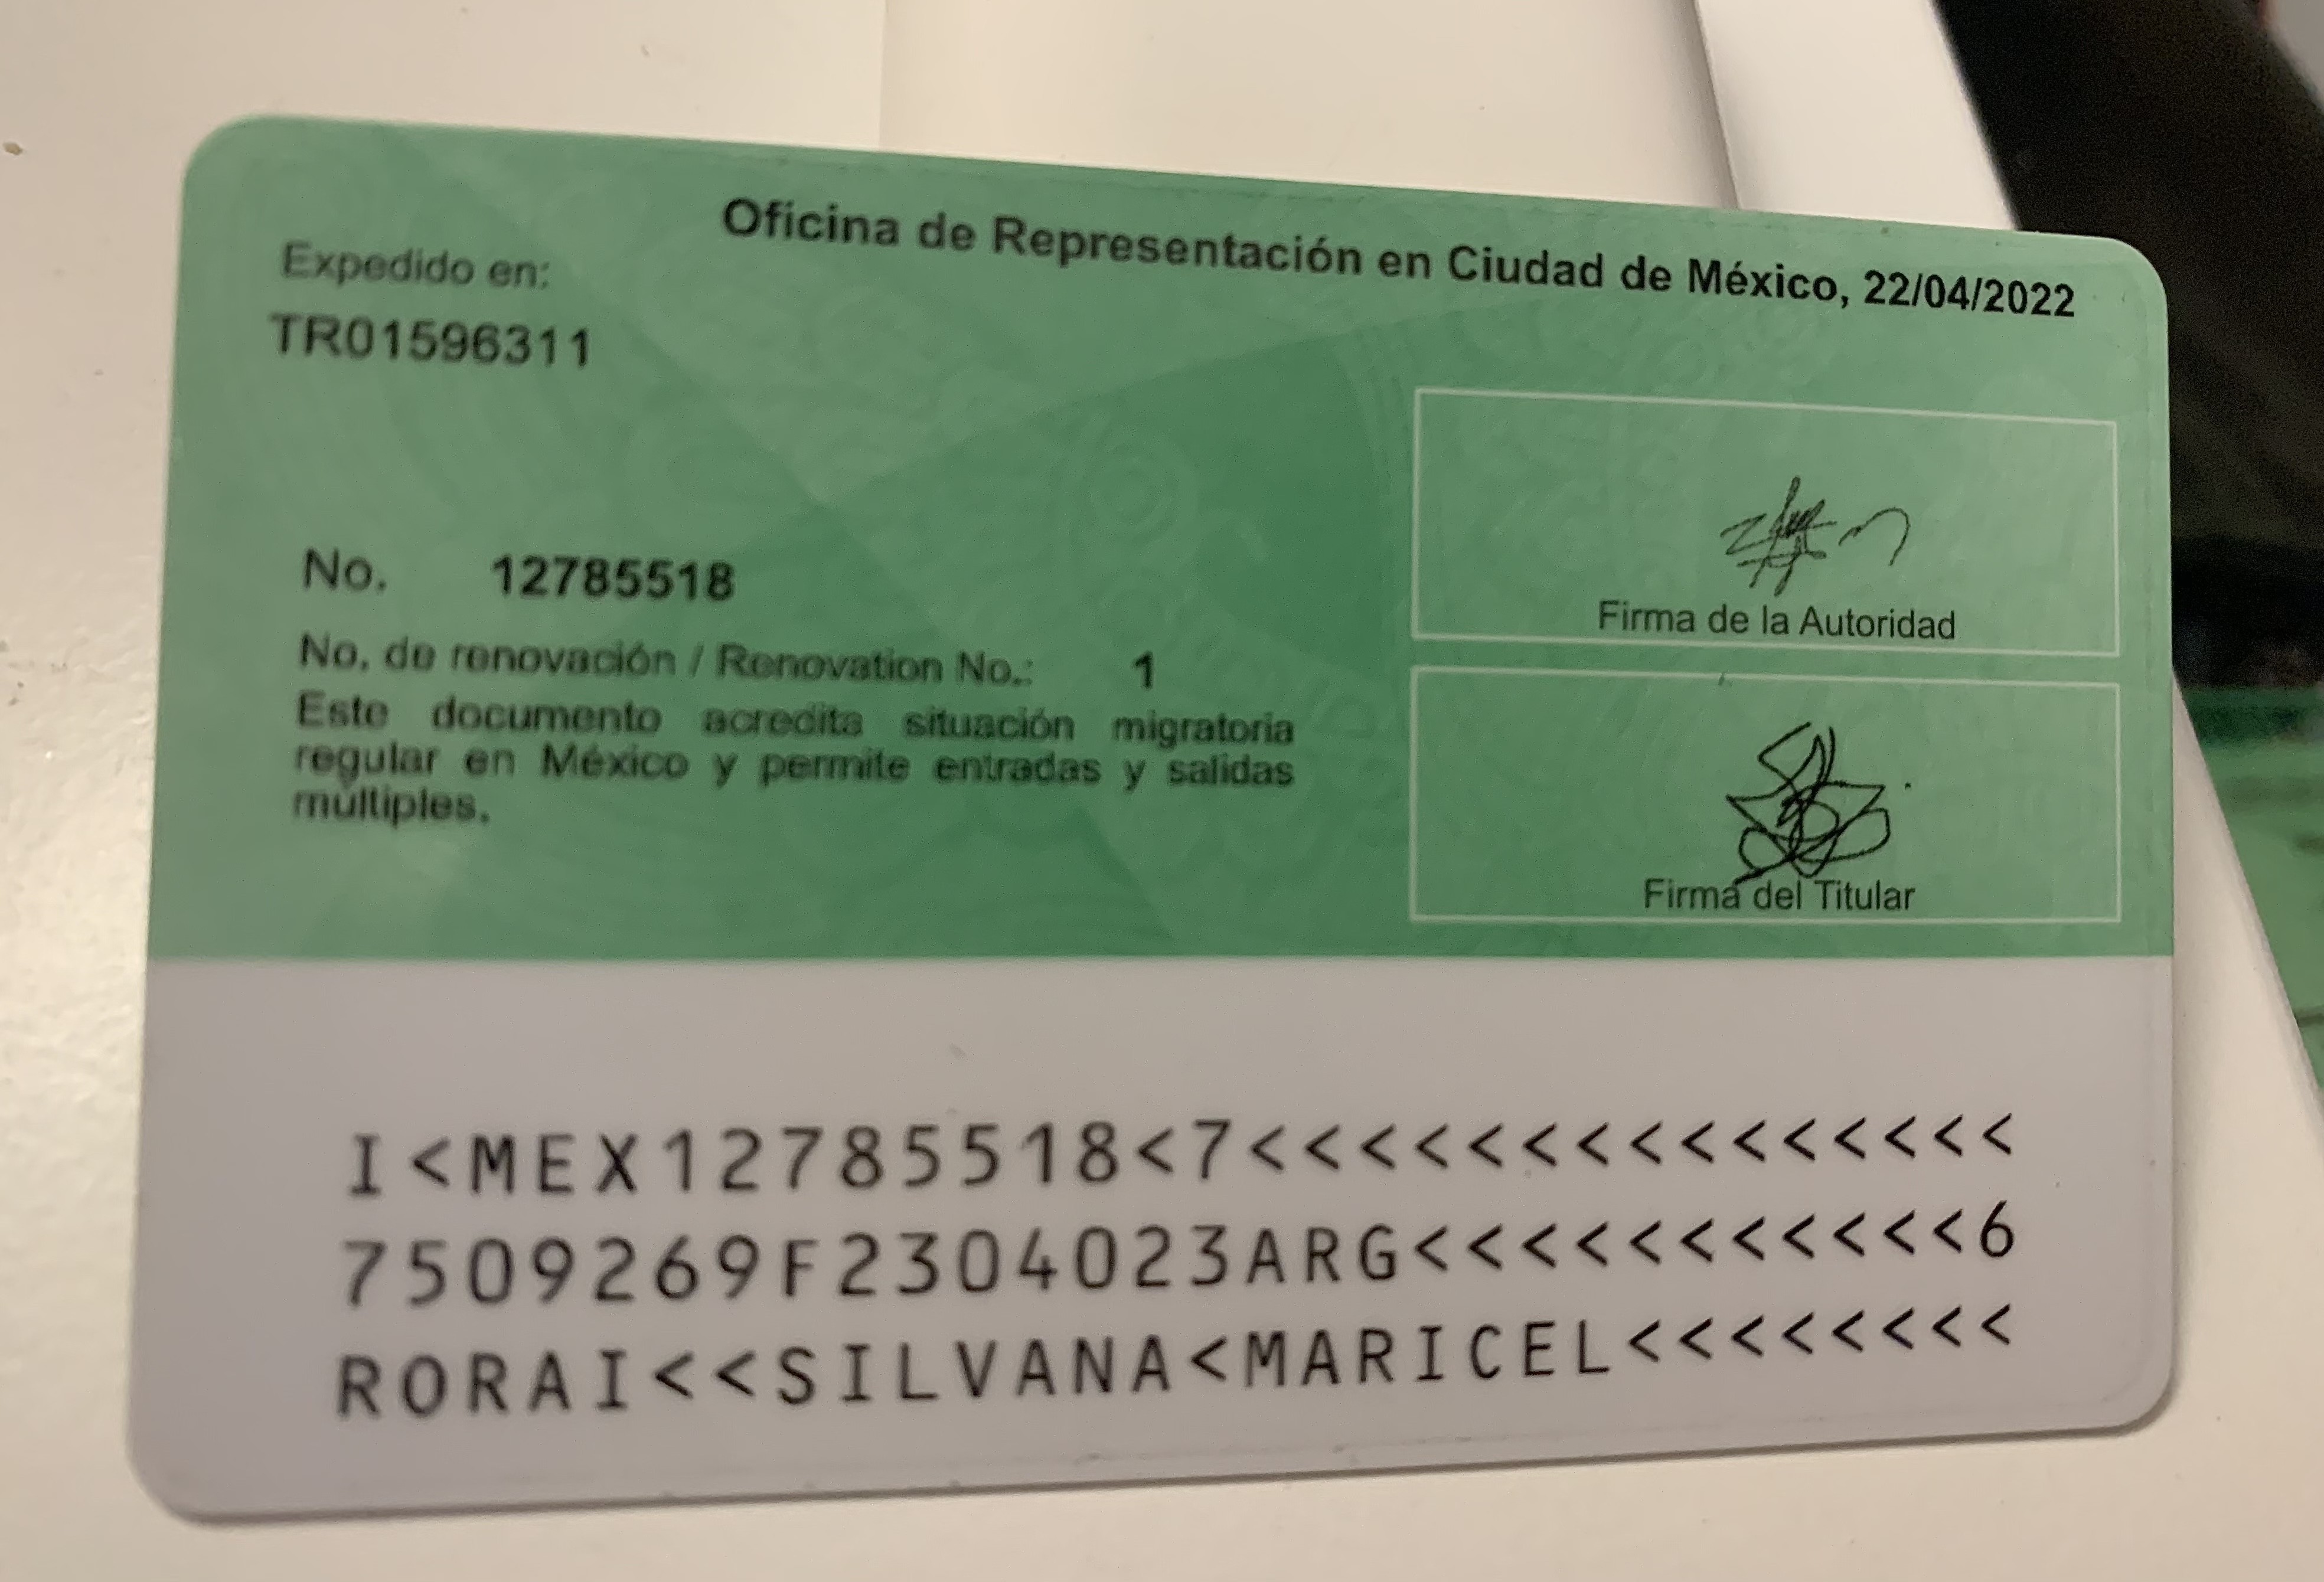 Oficina de Representación en Ciudad de México, 22/04/2022
Expedido en:
TR01596311
No. 12785518
No. de renovación / Renovation No.: 1
Este documento acredita situación migratoria
regular en México y permite entradas y salidas
múltiples.
Firma de la Autoridad
Firma del Titular
I<MEX12785518<7<<<<<<<<<<<<<<<
7509269F2304023ARG<<<<<<<<<<<6
RORAI<<SILVANA<MARICEL<<<<<<<<